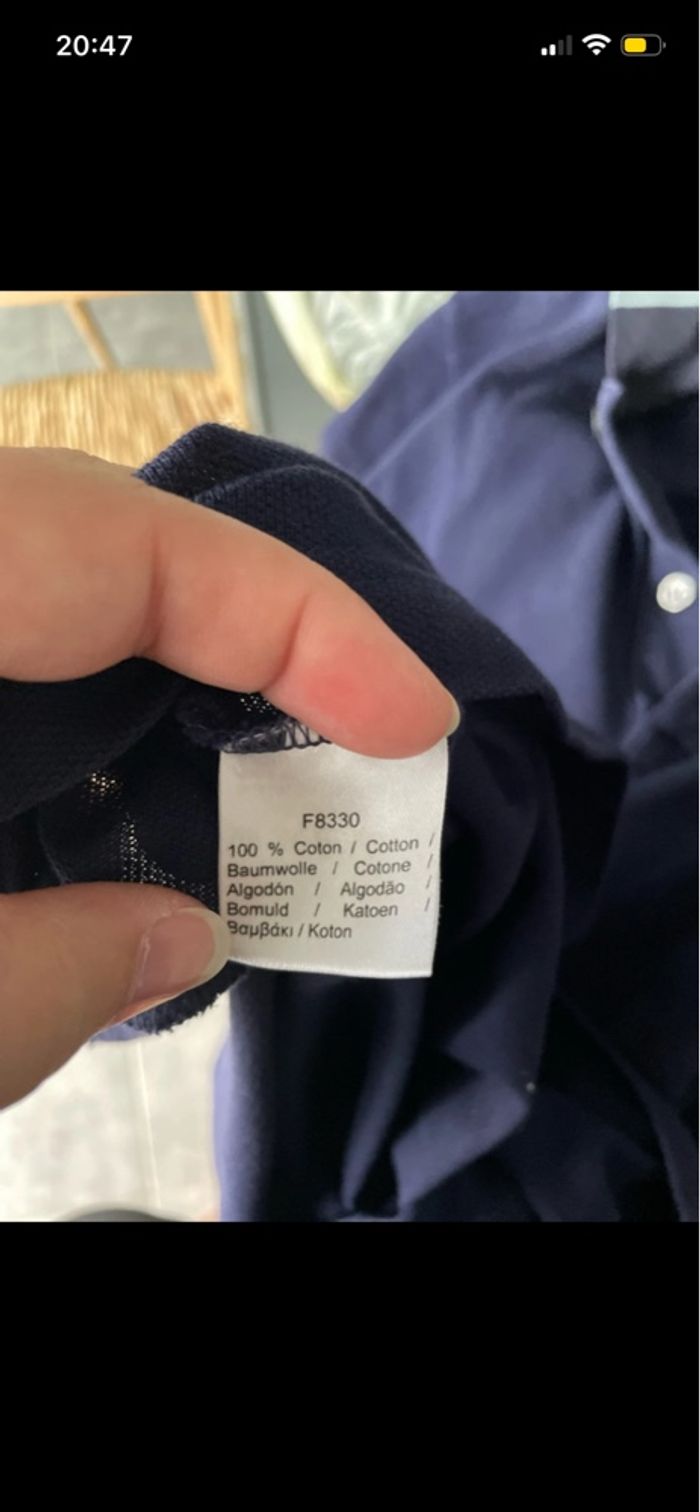 20:47
F8330
100 % Coton / Cotton /
Baumwolle / Cotone /
Algodón / Algodão /
Bomuld / Katoen /
Βαμβάκι / Koton